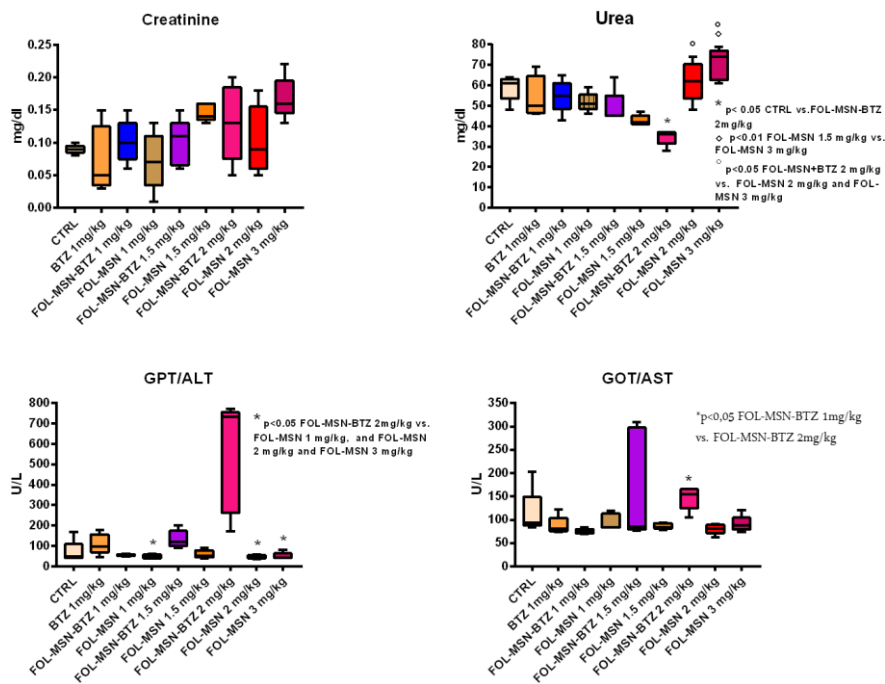 Creatinine
mg/dl
0.25
0.20
0.15
0.10
0.05
0.00
CTRL
BTZ 1mg/kg
FOL-MSN-BTZ 1 mg/kg
FOL-MSN 1 mg/kg
FOL-MSN-BTZ 1.5 mg/kg
FOL-MSN 1.5 mg/kg
FOL-MSN-BTZ 2 mg/kg
FOL-MSN 2 mg/kg
FOL-MSN 3 mg/kg
Urea
mg/dl
80
70
60
50
40
30
20
10
0
*
CTRL
BTZ 1mg/kg
FOL-MSN-BTZ 1 mg/kg
FOL-MSN 1 mg/kg
FOL-MSN-BTZ 1.5 mg/kg
FOL-MSN 1.5 mg/kg
FOL-MSN-BTZ 2 mg/kg
FOL-MSN 2 mg/kg
FOL-MSN 3 mg/kg
* p< 0.05 CTRL vs.FOL-MSN-BTZ
2mg/kg
◇ p<0.01 FOL-MSN 1.5 mg/kg vs.
FOL-MSN 3 mg/kg
○ p<0.05 FOL-MSN+BTZ 2 mg/kg
vs. FOL-MSN 2 mg/kg and FOL-
MSN 3 mg/kg
GPT/ALT
U/L
800
700
600
500
400
300
200
100
0
*
*
*
CTRL
BTZ 1mg/kg
FOL-MSN-BTZ 1 mg/kg
FOL-MSN 1 mg/kg
FOL-MSN-BTZ 1.5 mg/kg
FOL-MSN 1.5 mg/kg
FOL-MSN-BTZ 2 mg/kg
FOL-MSN 2 mg/kg
FOL-MSN 3 mg/kg
* p<0.05 FOL-MSN-BTZ 2mg/kg vs.
FOL-MSN 1 mg/kg, and FOL-MSN
2 mg/kg and FOL-MSN 3 mg/kg
GOT/AST
U/L
350
300
250
200
150
100
50
0
*
CTRL
BTZ 1mg/kg
FOL-MSN-BTZ 1 mg/kg
FOL-MSN 1 mg/kg
FOL-MSN-BTZ 1.5 mg/kg
FOL-MSN 1.5 mg/kg
FOL-MSN-BTZ 2 mg/kg
FOL-MSN 2 mg/kg
FOL-MSN 3 mg/kg
*p<0,05 FOL-MSN-BTZ 1mg/kg
vs. FOL-MSN-BTZ 2mg/kg